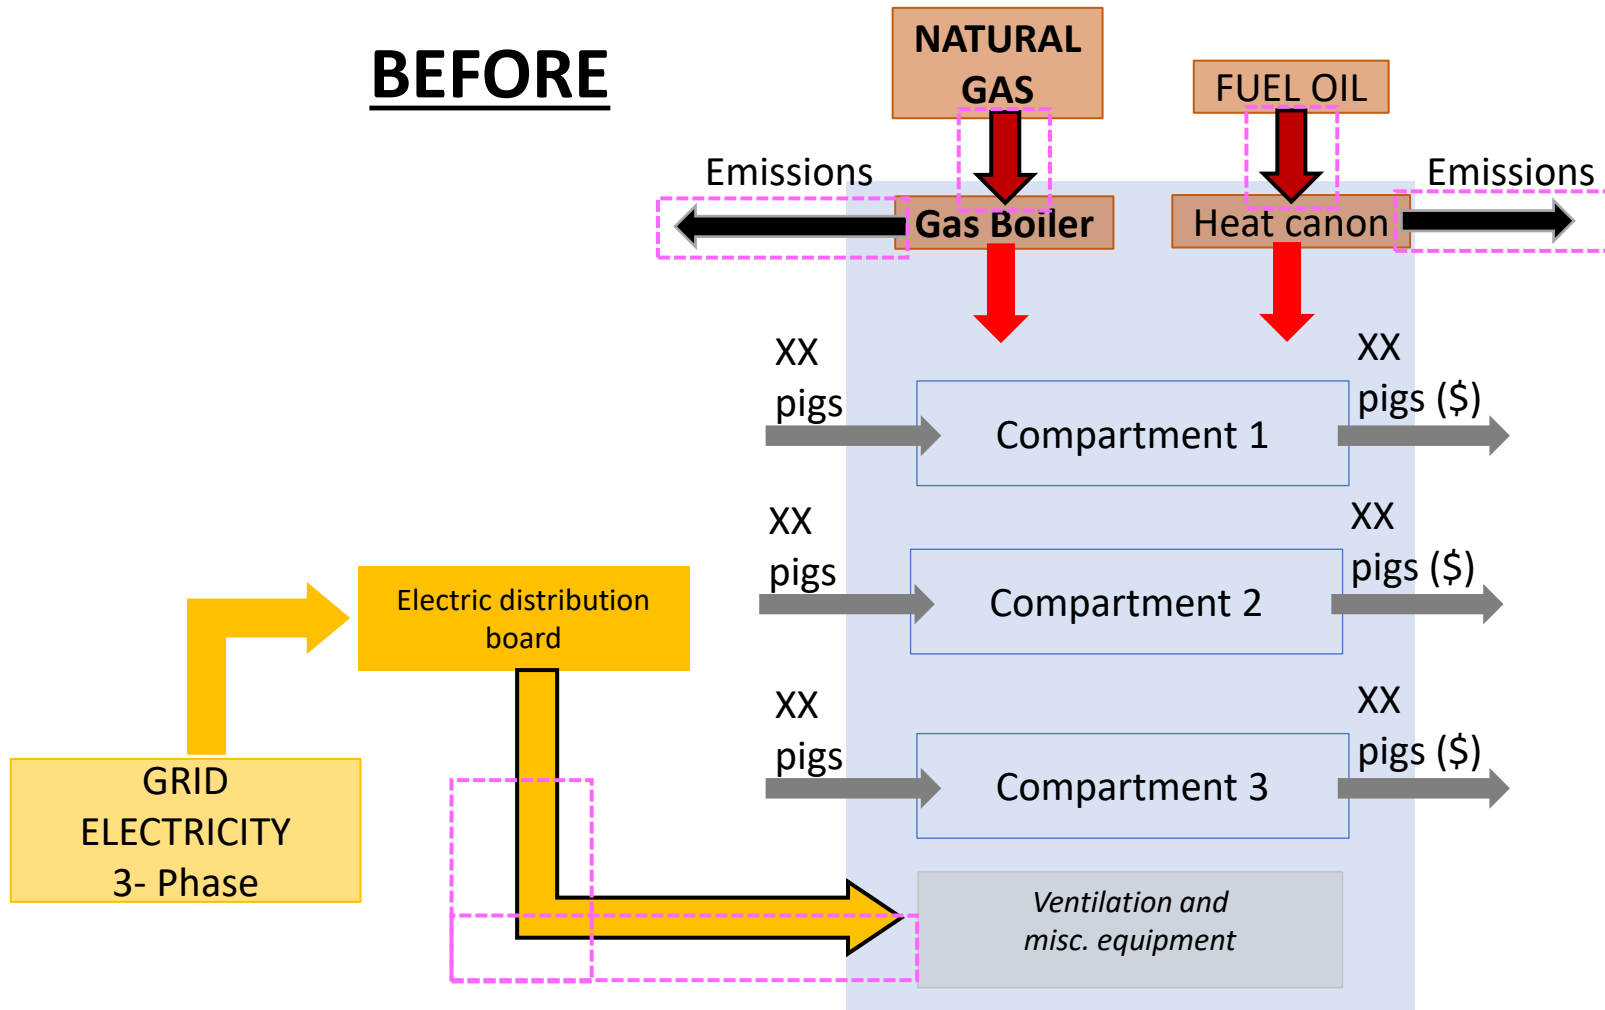 BEFORE
NATURAL
GAS
FUEL OIL
Emissions
Emissions
Gas Boiler
Heat canon
XX
pigs
Compartment 1
XX
pigs ($)
XX
pigs
Compartment 2
XX
pigs ($)
Electric distribution
board
XX
pigs
Compartment 3
XX
pigs ($)
GRID
ELECTRICITY
3- Phase
Ventilation and
misc. equipment